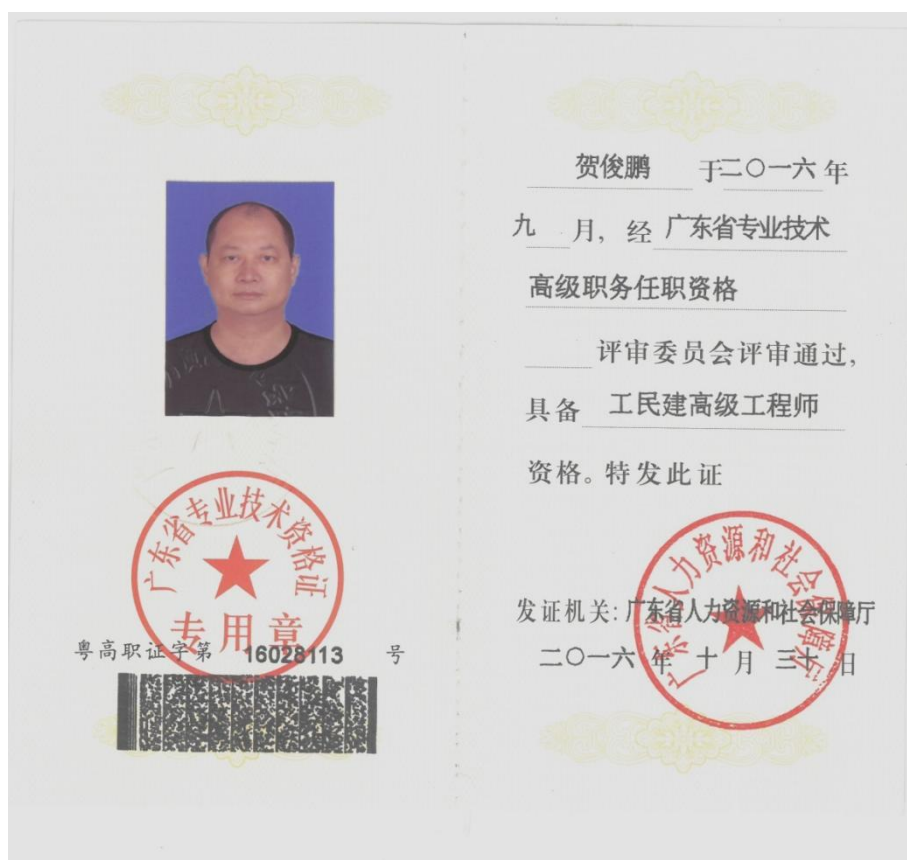 广东省专业技术资格证
专用章
粤高职证字第 16028113 号
贺俊鹏 于二〇一六年
九月，经 广东省专业技术
高级职务任职资格
评审委员会评审通过，
具备 工民建高级工程师
资格。特发此证
广东省人力资源和社会保障厅
发证机关：广东省人力资源和社会保障厅
二〇一六 年 十 月 三十 日